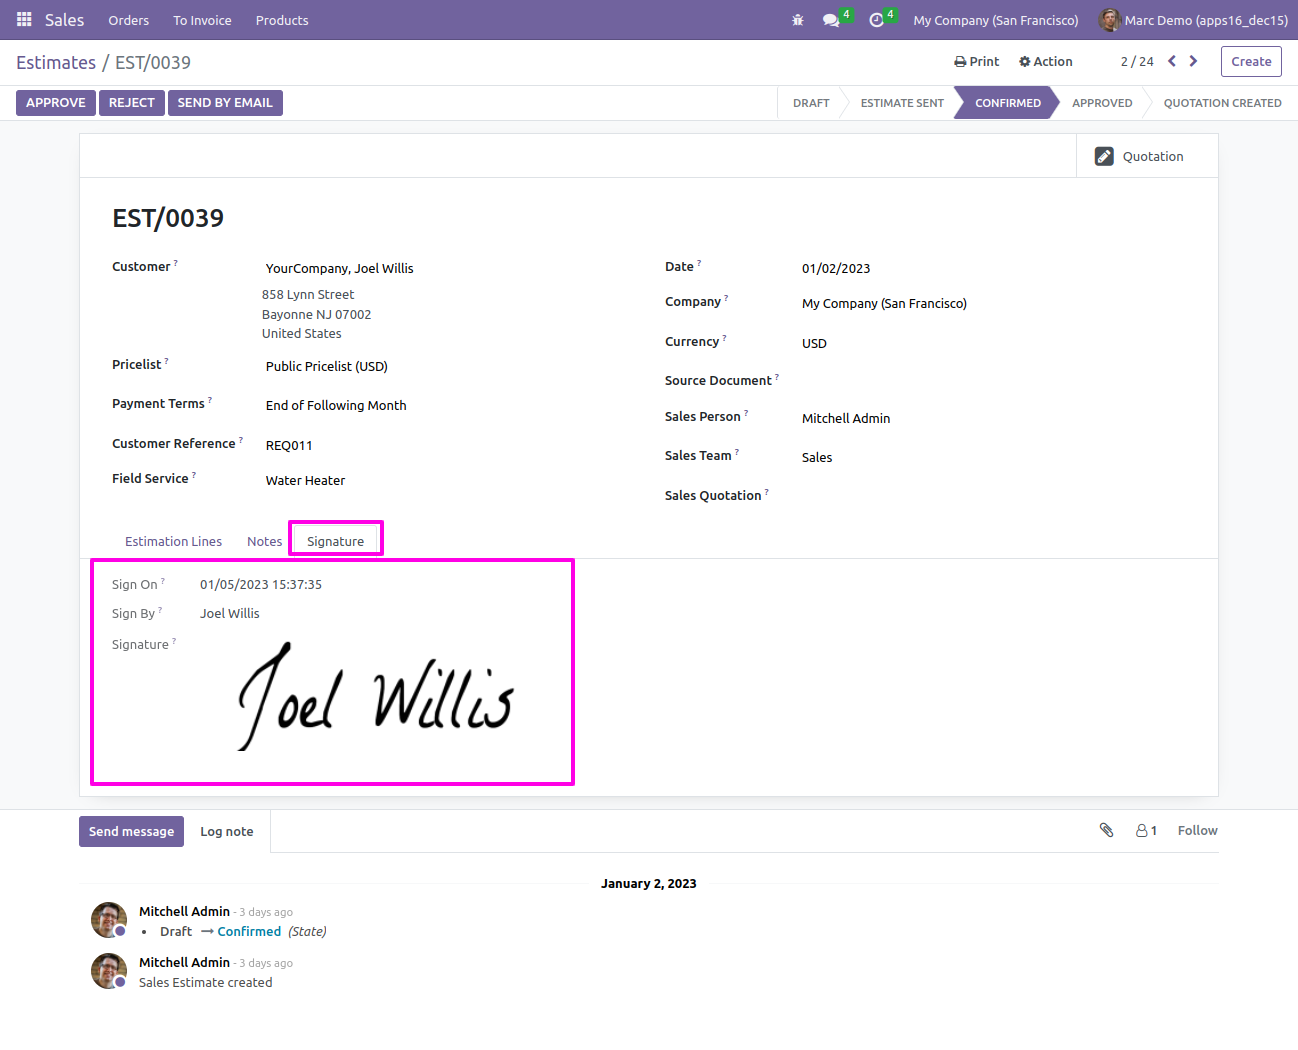 Sales Orders To Invoice Products 4 4 My Company (San Francisco) Marc Demo (apps16_dec15)
Estimates / EST/0039 Print Action 2 / 24 Create
APPROVE REJECT SEND BY EMAIL DRAFT ESTIMATE SENT CONFIRMED APPROVED QUOTATION CREATED
Quotation
EST/0039
Customer ? YourCompany, Joel Willis
858 Lynn Street
Bayonne NJ 07002
United States
Pricelist ? Public Pricelist (USD)
Payment Terms ? End of Following Month
Customer Reference ? REQ011
Field Service ? Water Heater
Date ? 01/02/2023
Company ? My Company (San Francisco)
Currency ? USD
Source Document ?
Sales Person ? Mitchell Admin
Sales Team ? Sales
Sales Quotation ?
Estimation Lines Notes Signature
Sign On ? 01/05/2023 15:37:35
Sign By ? Joel Willis
Signature ?
Joel Willis
Send message Log note 1 Follow
January 2, 2023
Mitchell Admin - 3 days ago
• Draft → Confirmed (State)
Mitchell Admin - 3 days ago
Sales Estimate created